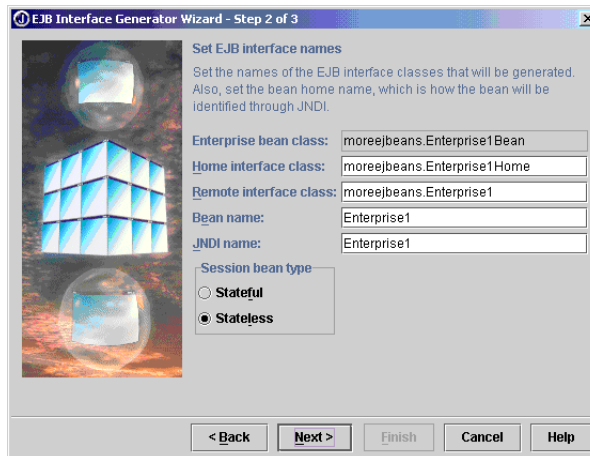 EJB Interface Generator Wizard - Step 2 of 3
Set EJB interface names
Set the names of the EJB interface classes that will be generated.
Also, set the bean home name, which is how the bean will be
identified through JNDI.
Enterprise bean class: moreejbeans.Enterprise1Bean
Home interface class: moreejbeans.Enterprise1Home
Remote interface class: moreejbeans.Enterprise1
Bean name: Enterprise1
JNDI name: Enterprise1
Session bean type
Stateful
Stateless
< Back Next > Finish Cancel Help